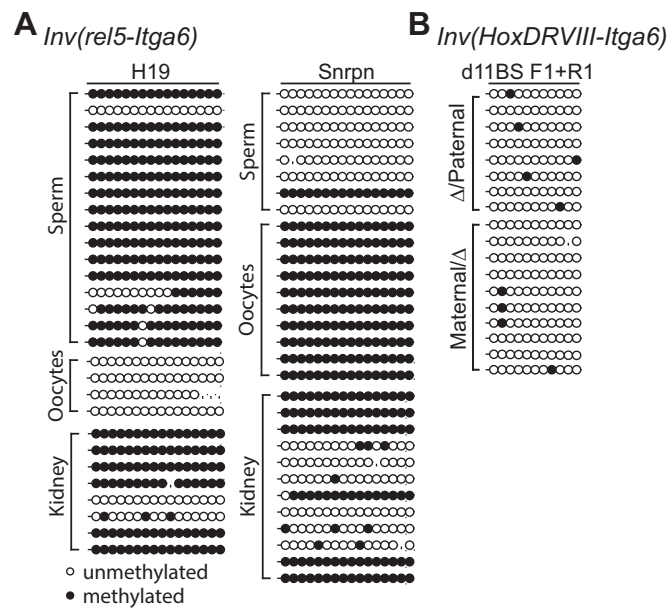 A Inv(rel5-Itga6)
H19
Snrpn
Sperm
Oocytes
Kidney
Sperm
Oocytes
Kidney
unmethylated
methylated
B Inv(HoxDRVIII-Itga6)
d11BS F1+R1
Δ/Paternal
Maternal/Δ